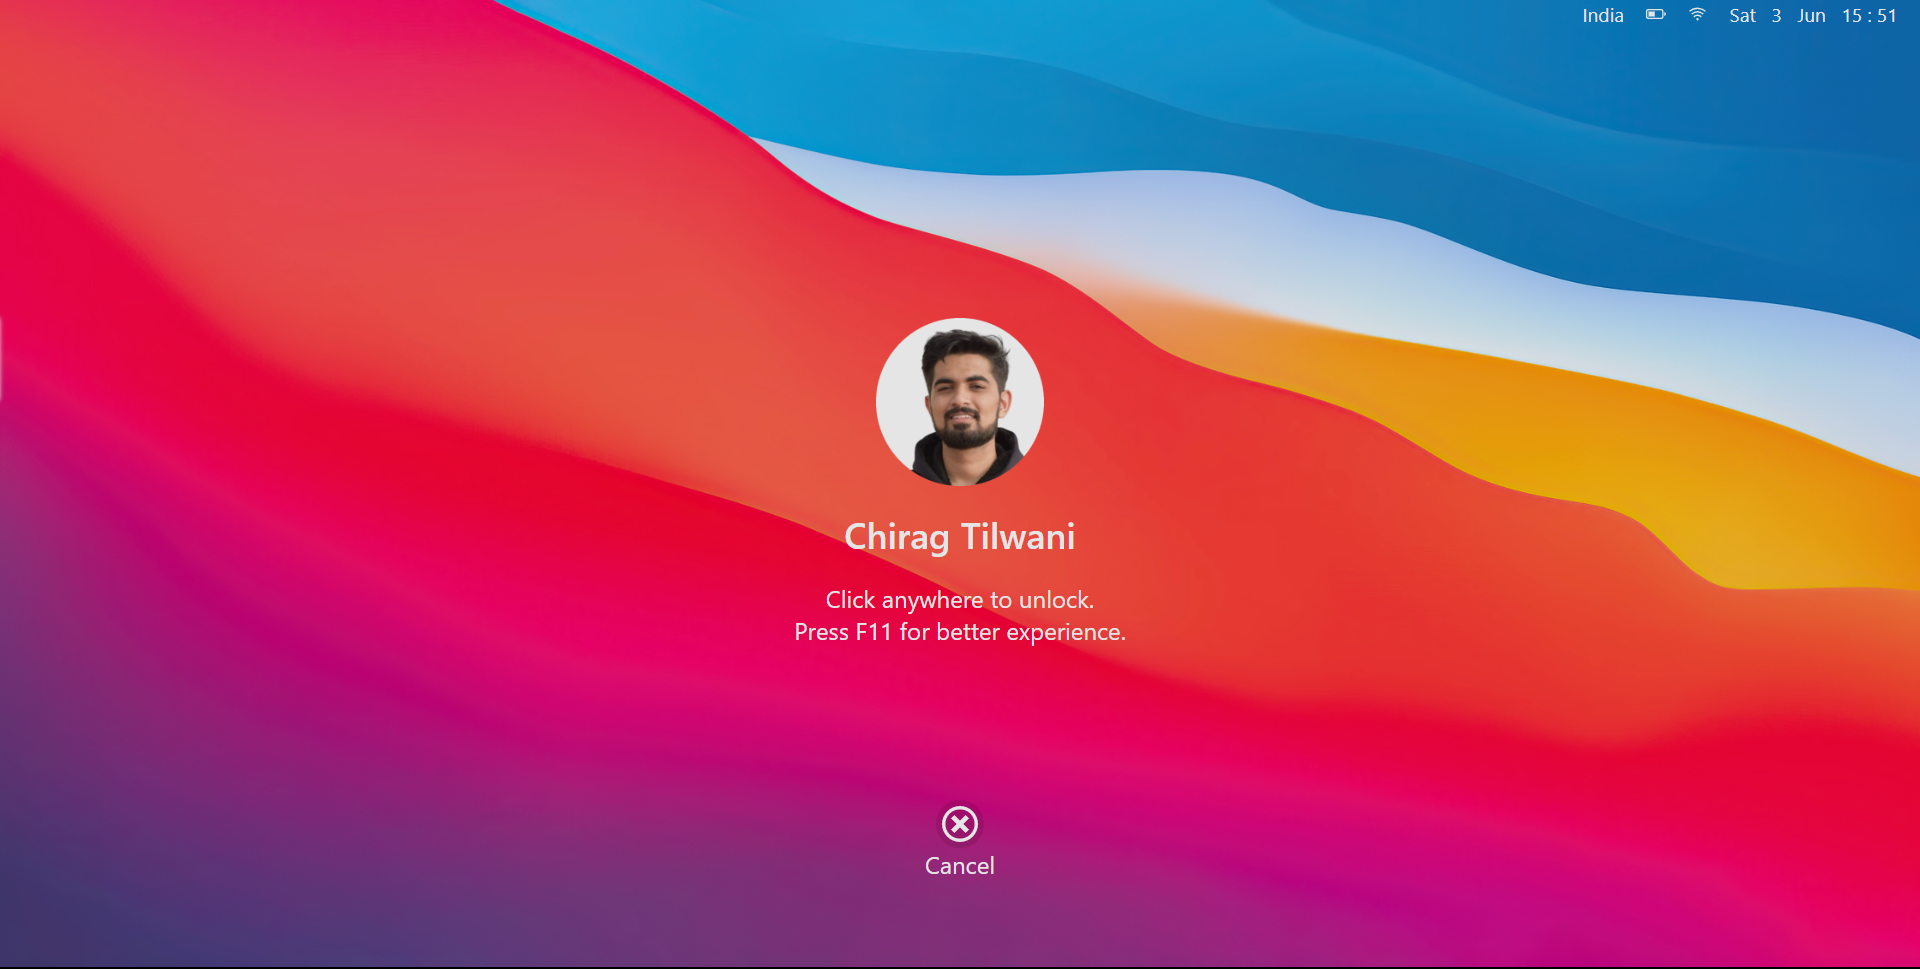 India Sat 3 Jun 15 : 51
Chirag Tilwani
Click anywhere to unlock.
Press F11 for better experience.
Cancel